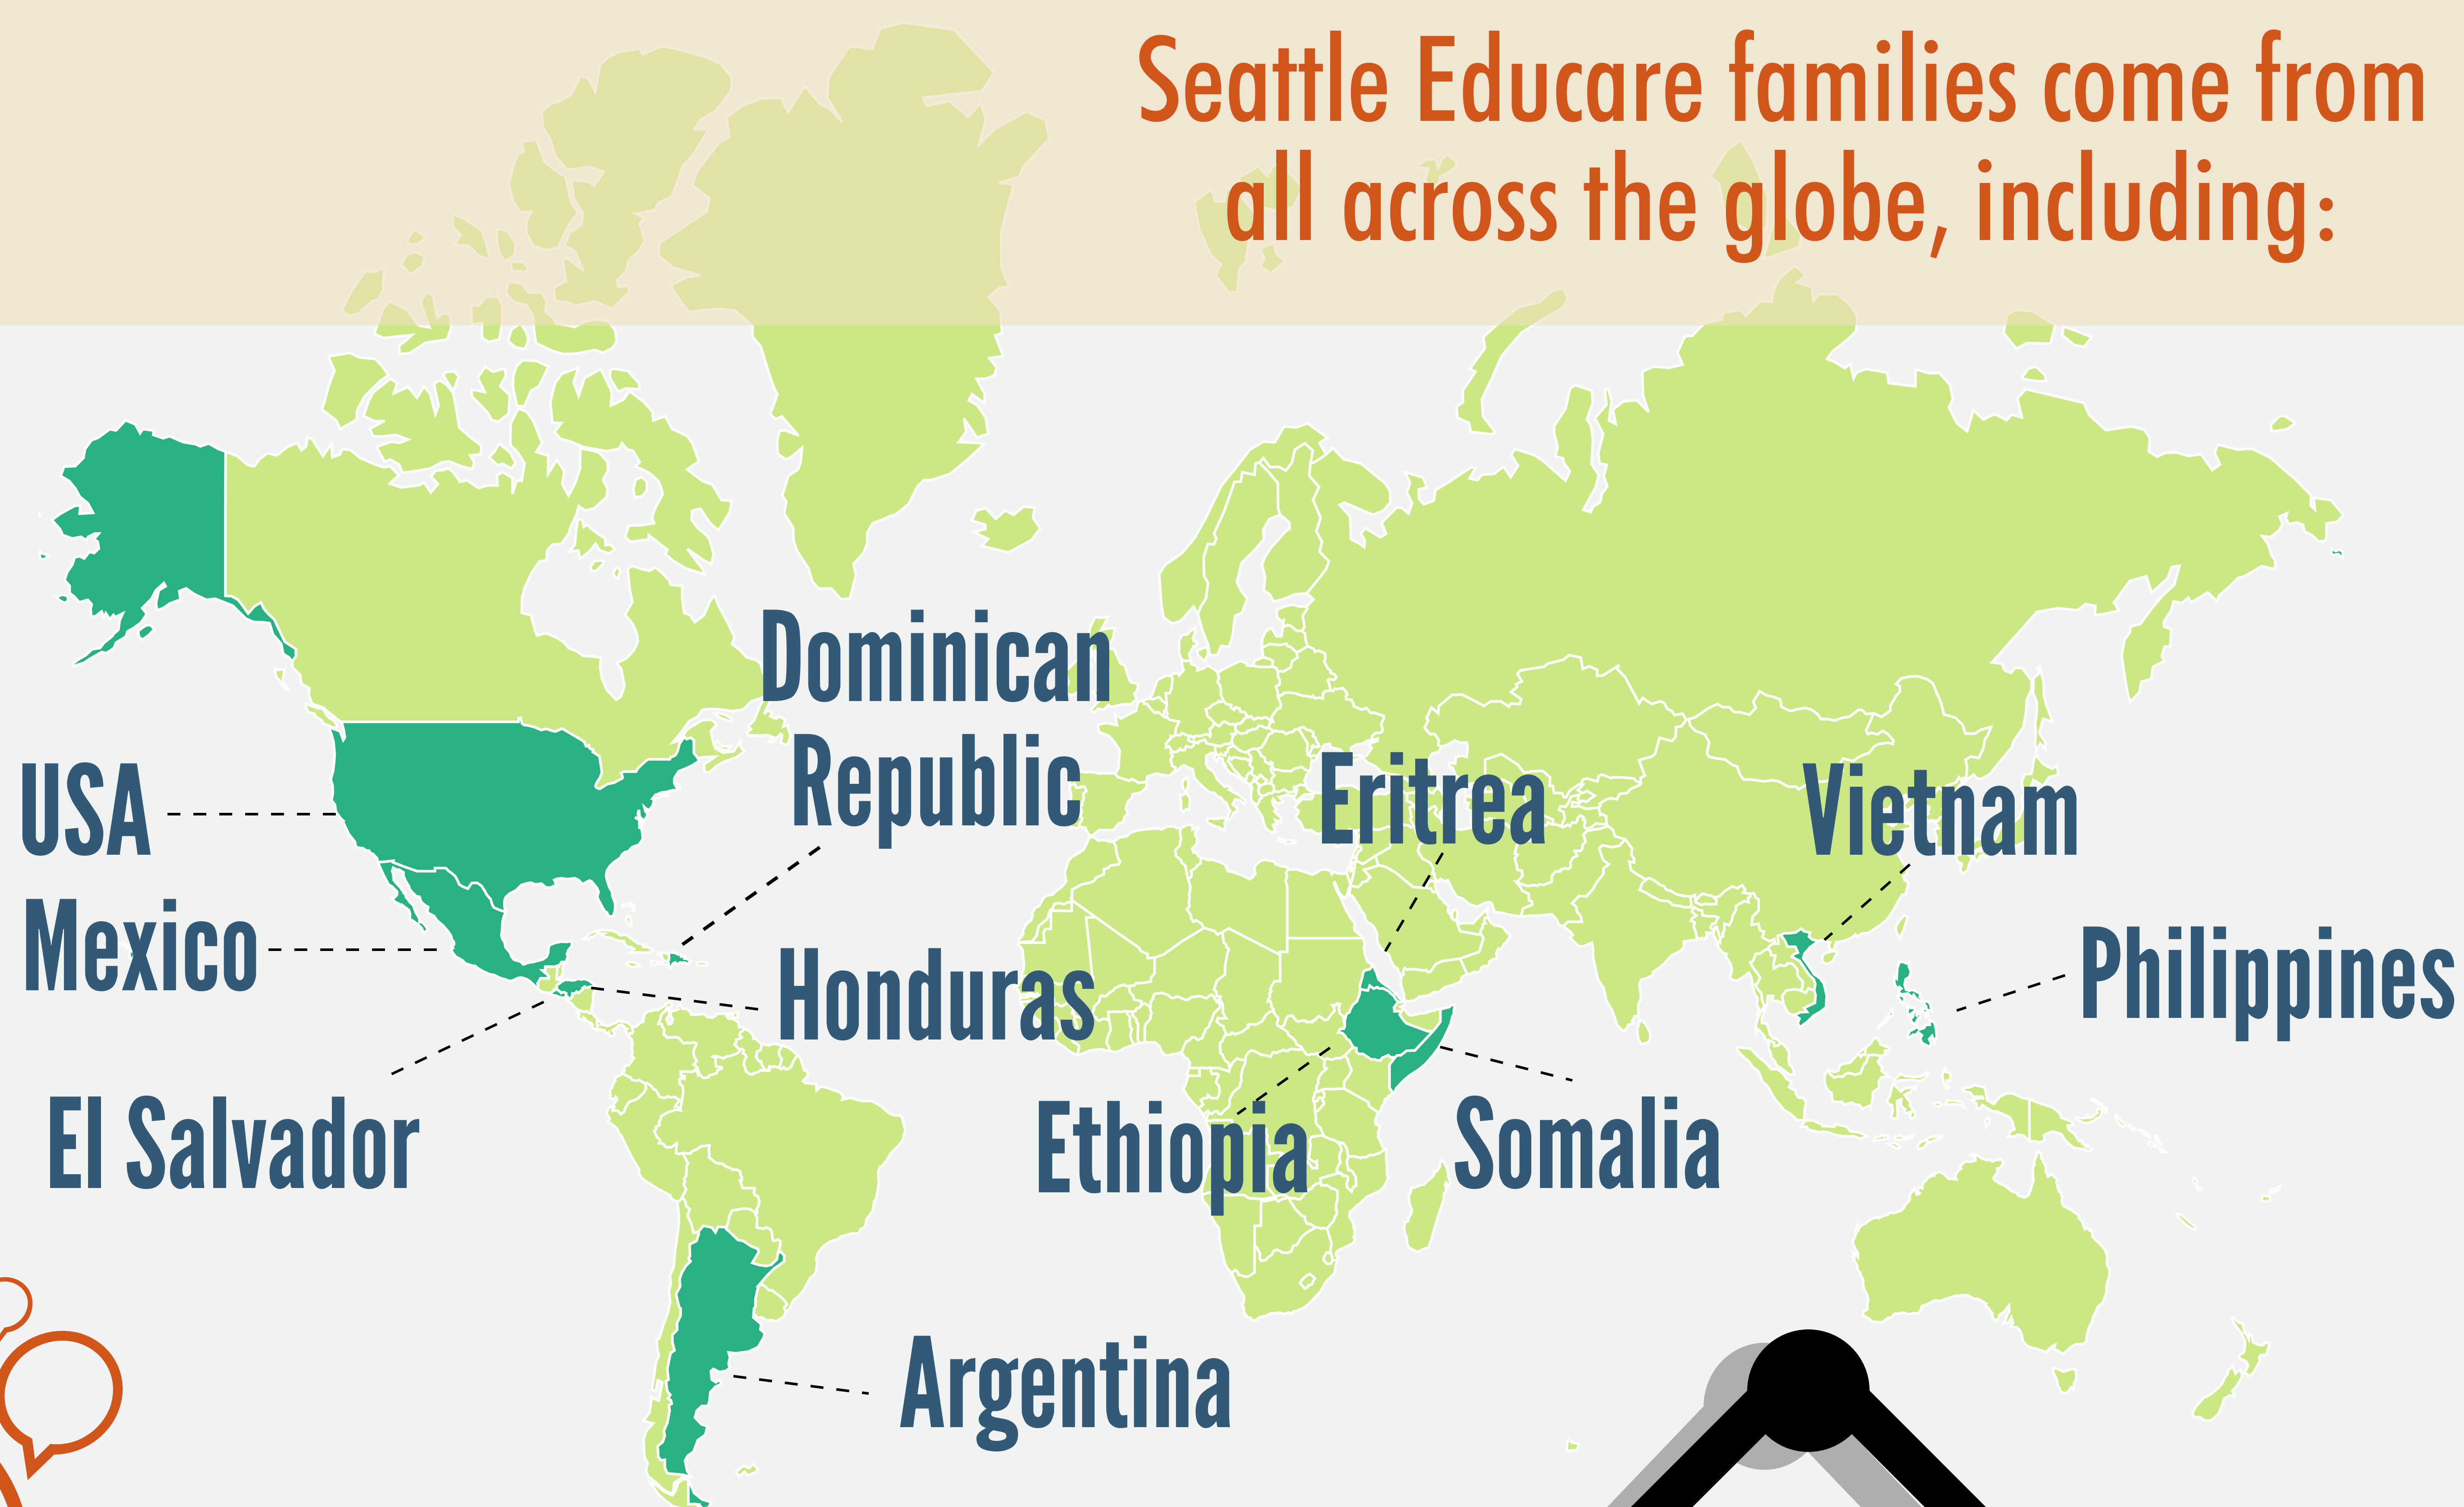 Seattle Educare families come from
all across the globe, including:
Dominican
Republic
USA
Eritrea
Vietnam
Mexico
Honduras
Philippines
El Salvador
Ethiopia
Somalia
Argentina